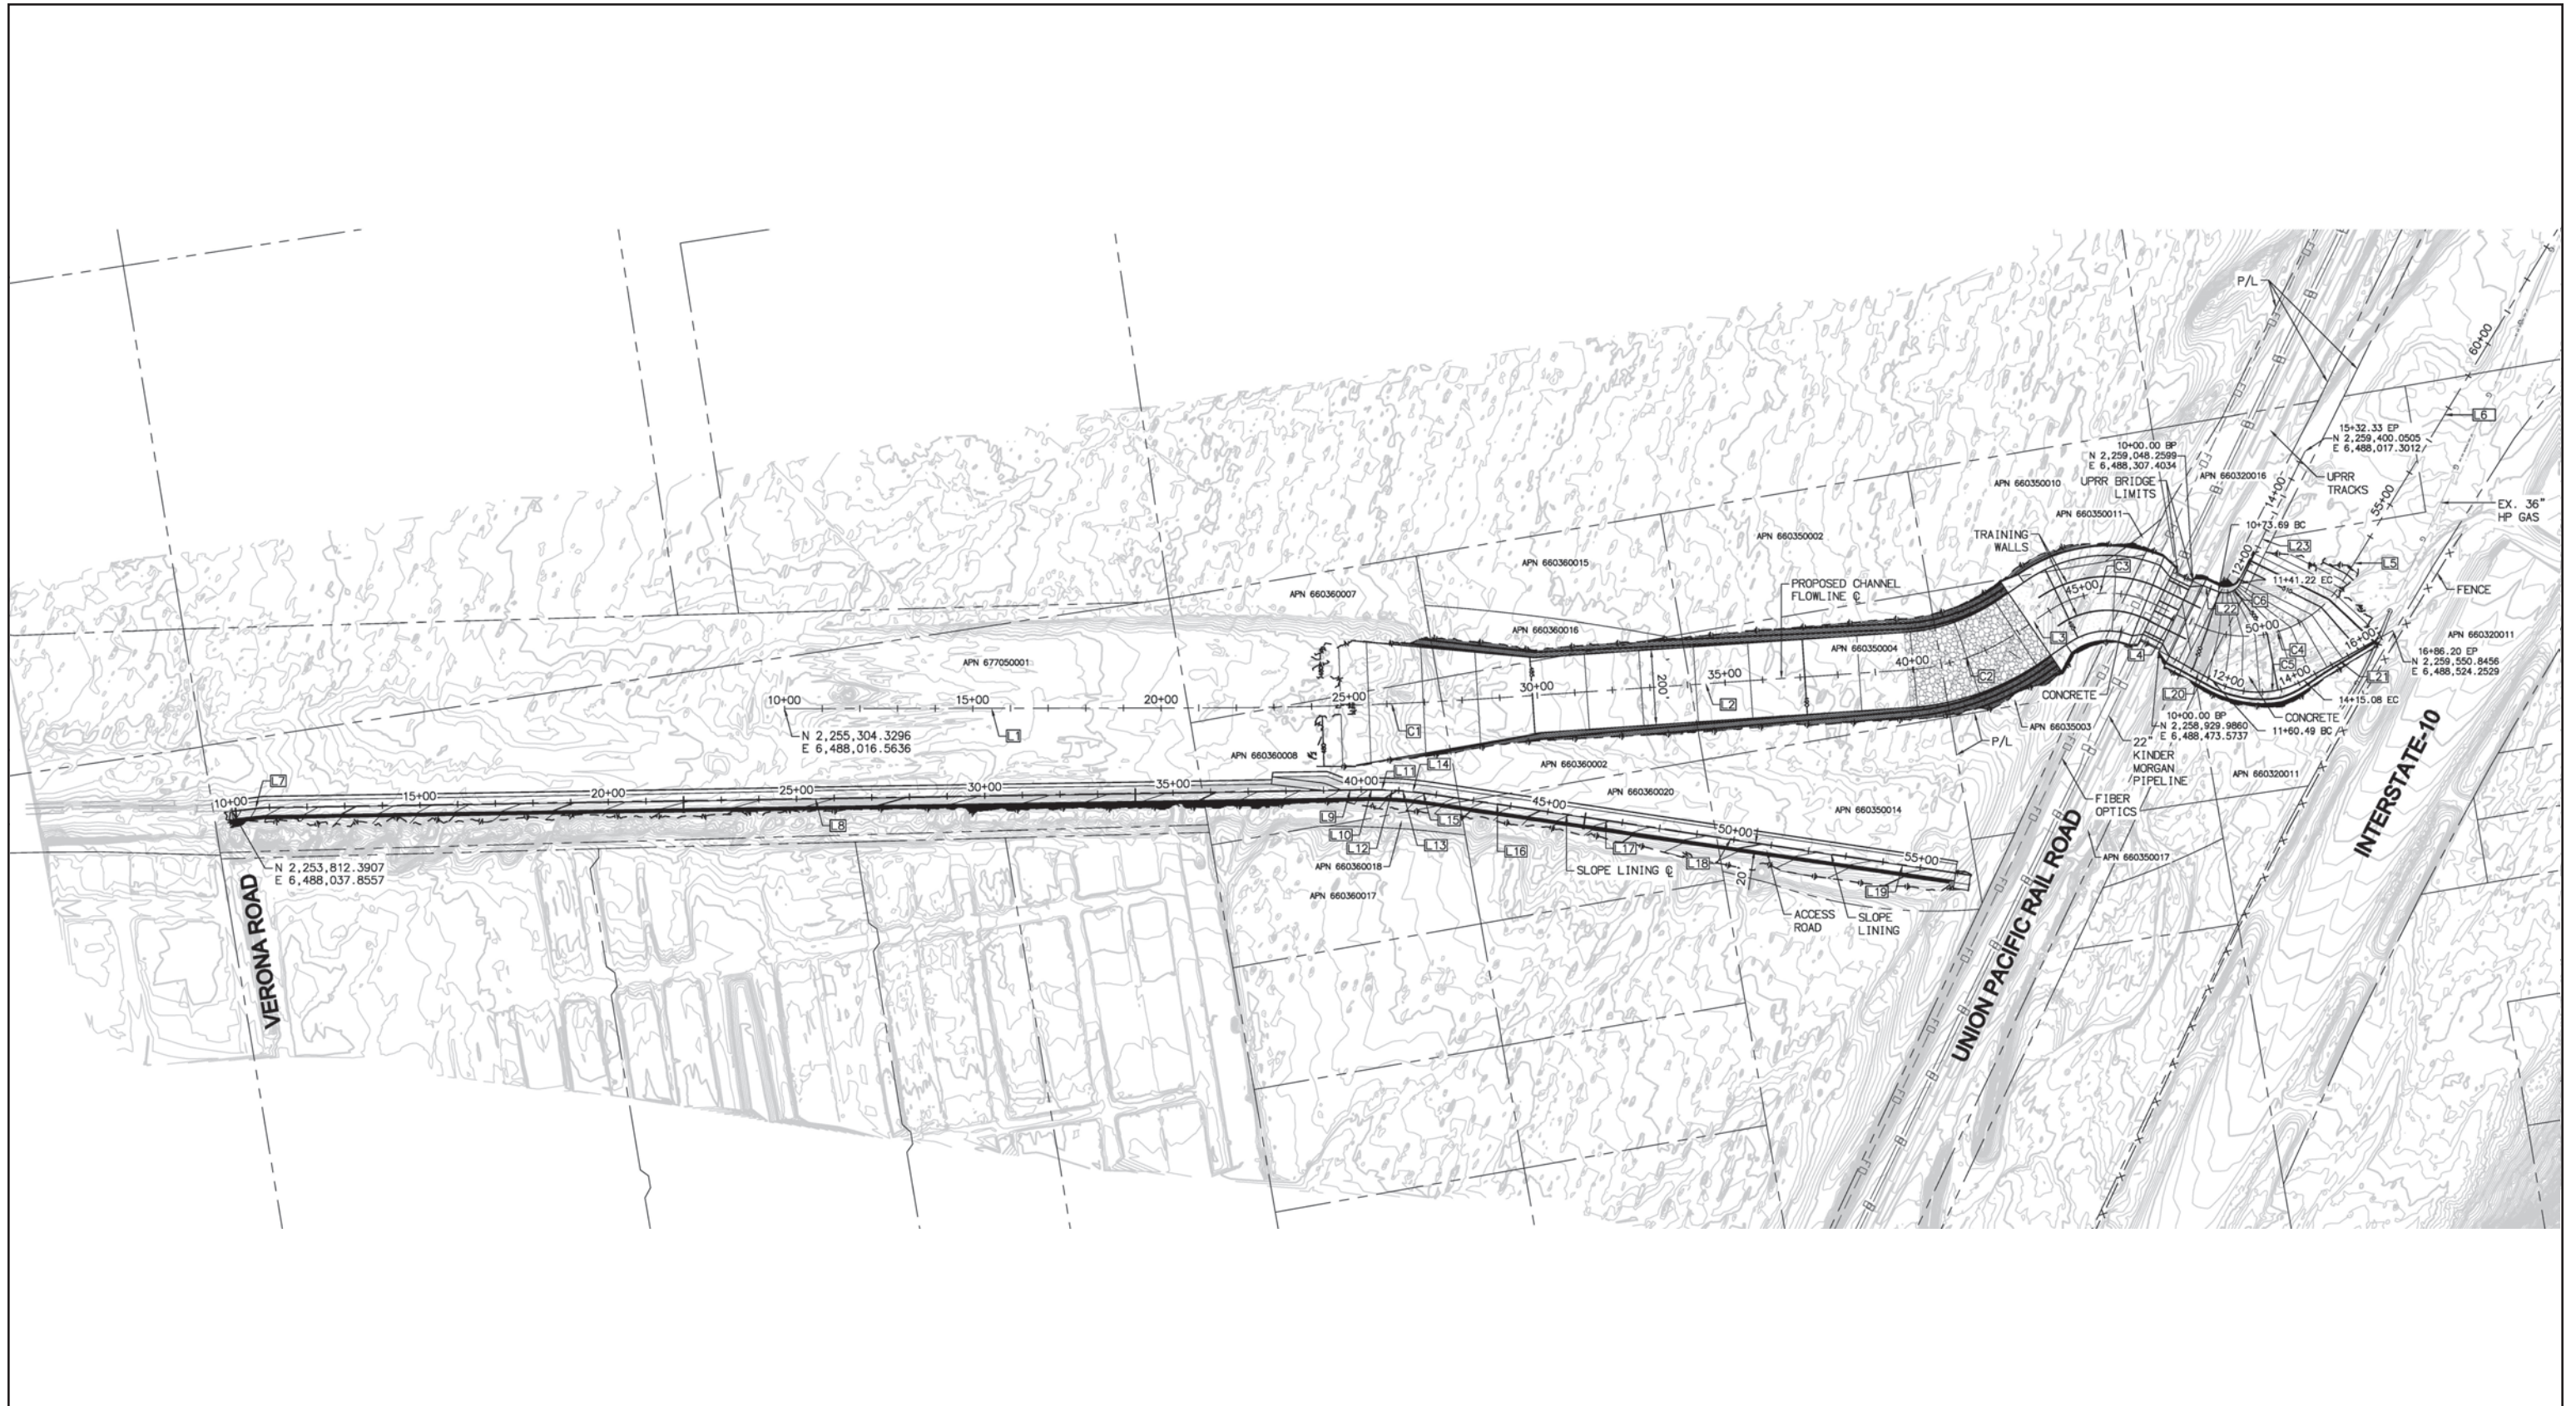 P/L
60+00
L6
15+32.33 EP
N 2,259,400.0505
E 6,488,017.3012
10+00.00 BP
N 2,259,048.2599
E 6,488,307.4034
UPRR BRIDGE
LIMITS
APN 660320016
UPRR
TRACKS
APN 660350010
14+00
55+00
EX. 36"
HP GAS
APN 660350011
10+73.69 BC
TRAINING
WALLS
APN 660350002
L23
12+00
L5
11+41.22 EC
FENCE
APN 660360015
C3
PROPOSED CHANNEL
FLOWLINE ℄
45+00
APN 660360007
C6
L22
APN 660360016
50+00
16+00
APN 660320011
L3
APN 660350004
C4
16+86.20 EP
N 2,259,550.8456
E 6,488,524.2529
APN 677050001
L4
C5
40+00
35+00
C2
30+00
200'
14+00
L21
12+00
10+00
15+00
20+00
25+00
L2
CONCRETE
L20
14+15.08 EC
CONCRETE
10+00.00 BP
N 2,258,929.9860
E 6,488,473.5737
11+60.49 BC
APN 66035003
C1
L1
N 2,255,304.3296
E 6,488,016.5636
P/L
22"
KINDER
MORGAN
PIPELINE
INTERSTATE-10
APN 660360008
APN 660360002
L14
L11
APN 660320011
L7
40+00
35+00
30+00
25+00
20+00
15+00
10+00
APN 660360020
45+00
APN 660350014
FIBER
OPTICS
L8
L9
L15
L10
L12
L13
L16
L17
50+00
L18
55+00
APN 660350017
N 2,253,812.3907
E 6,488,037.8557
APN 660360018
SLOPE LINING ℄
20'
L19
APN 660360017
ACCESS
ROAD
SLOPE
LINING
VERONA ROAD
UNION PACIFIC RAIL ROAD